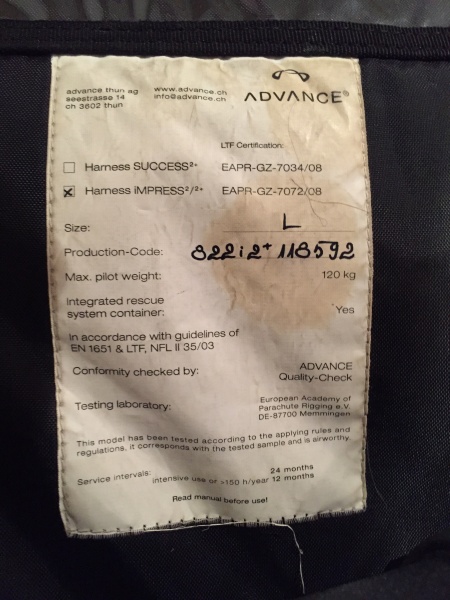 advance thun ag www.advance.ch
seestrasse 14 info@advance.ch
ch 3602 thun
ADVANCE®
LTF Certification:
Harness SUCCESS²⁺ EAPR-GZ-7034/08
Harness iMPRESS²/²⁺ EAPR-GZ-7072/08
Size: L
Production-Code: 822i2+ 118592
Max. pilot weight: 120 kg
integrated rescue
system container: Yes
In accordance with guidelines of
EN 1651 & LTF, NFL II 35/03
Conformity checked by: ADVANCE
Quality-Check
Testing laboratory: European Academy of
Parachute Rigging e.V.
DE-87700 Memmingen
This model has been tested according to the applying rules and
regulations, it corresponds with the tested sample and is airworthy.
Service intervals: 24 months
intensive use or >150 h/year 12 months
Read manual before use!